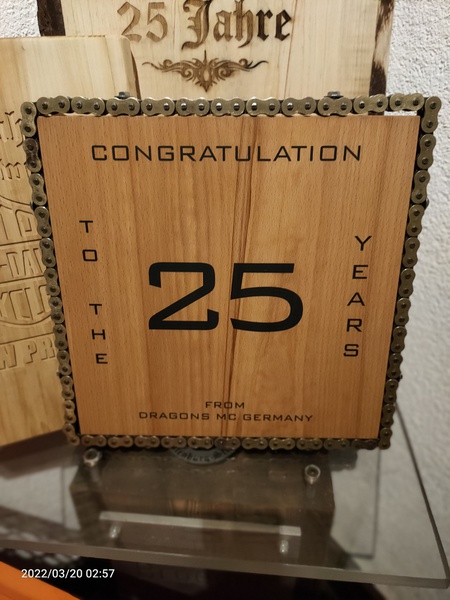 25 Jahre
CONGRATULATION
TO THE
25
YEARS
FROM
DRAGONS MC GERMANY
2022/03/20 02:57